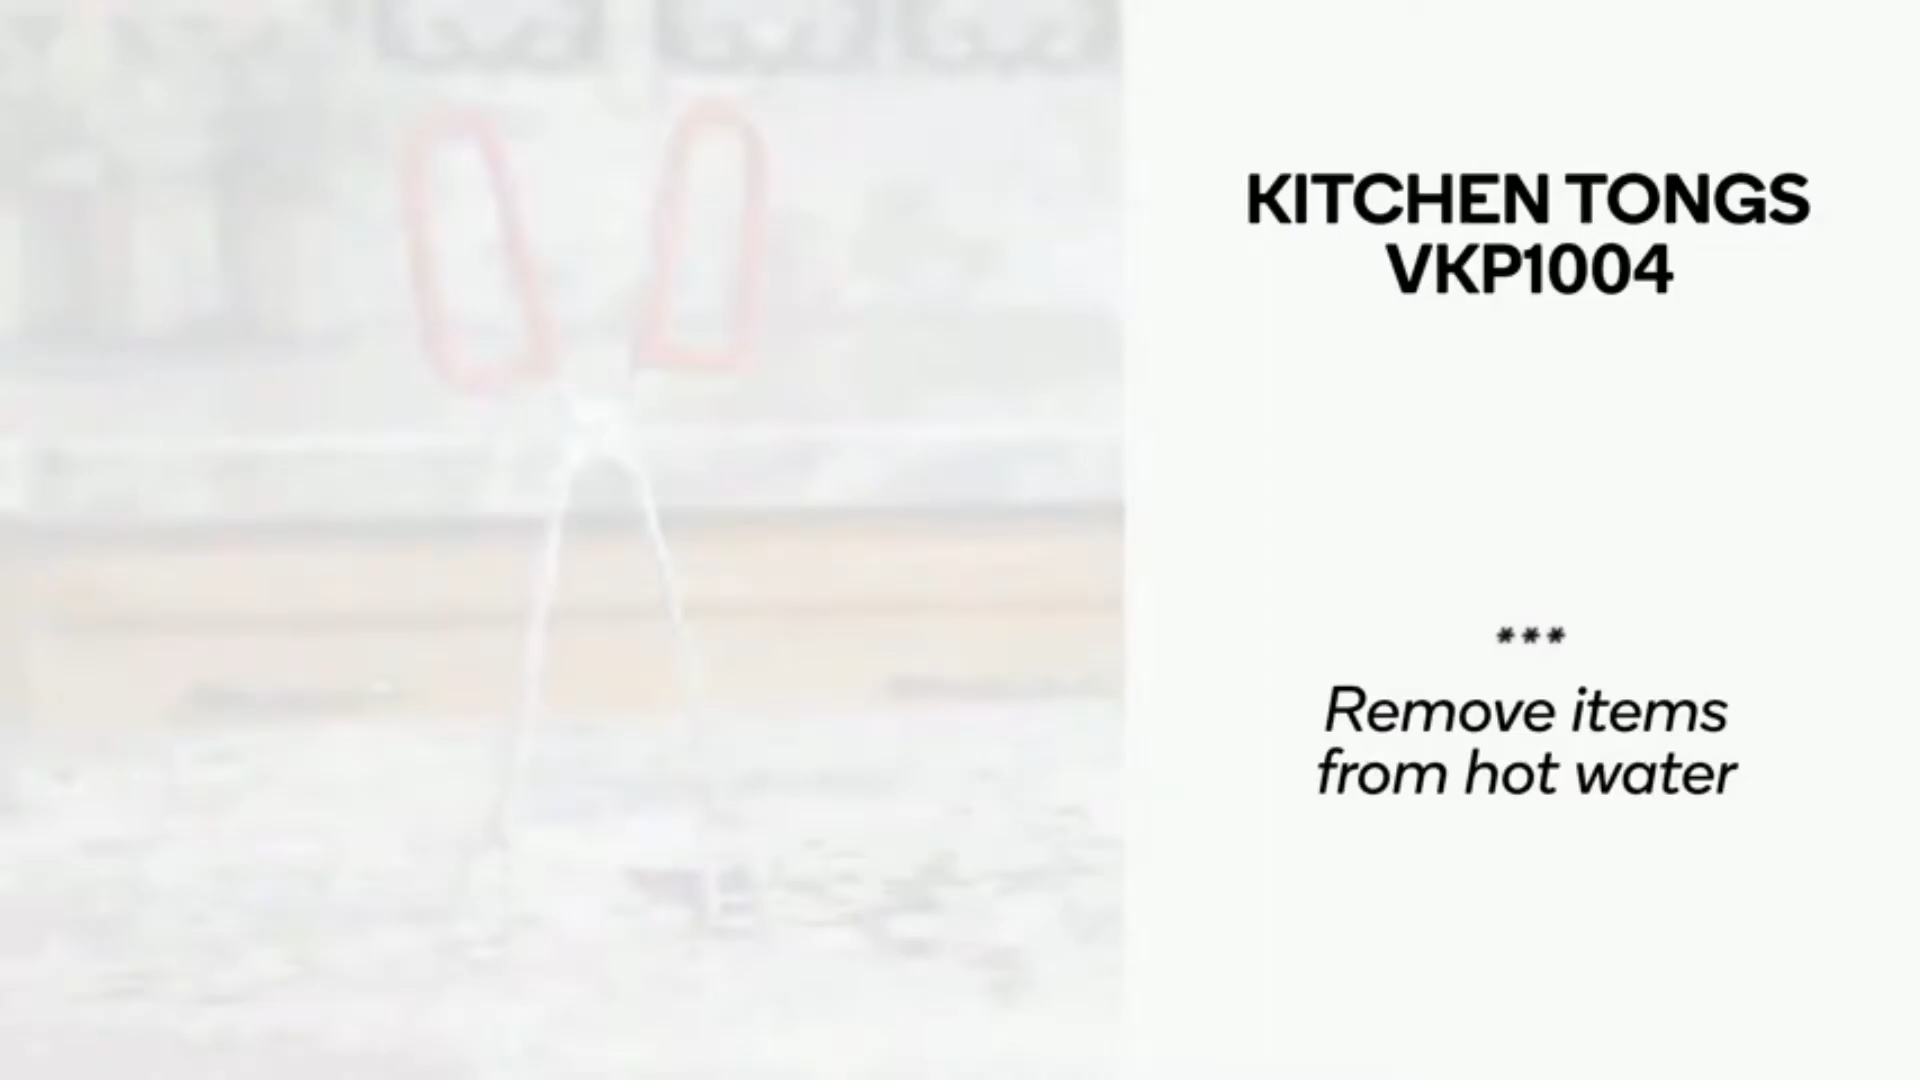 KITCHEN TONGS
VKP1004
***
Remove items
from hot water